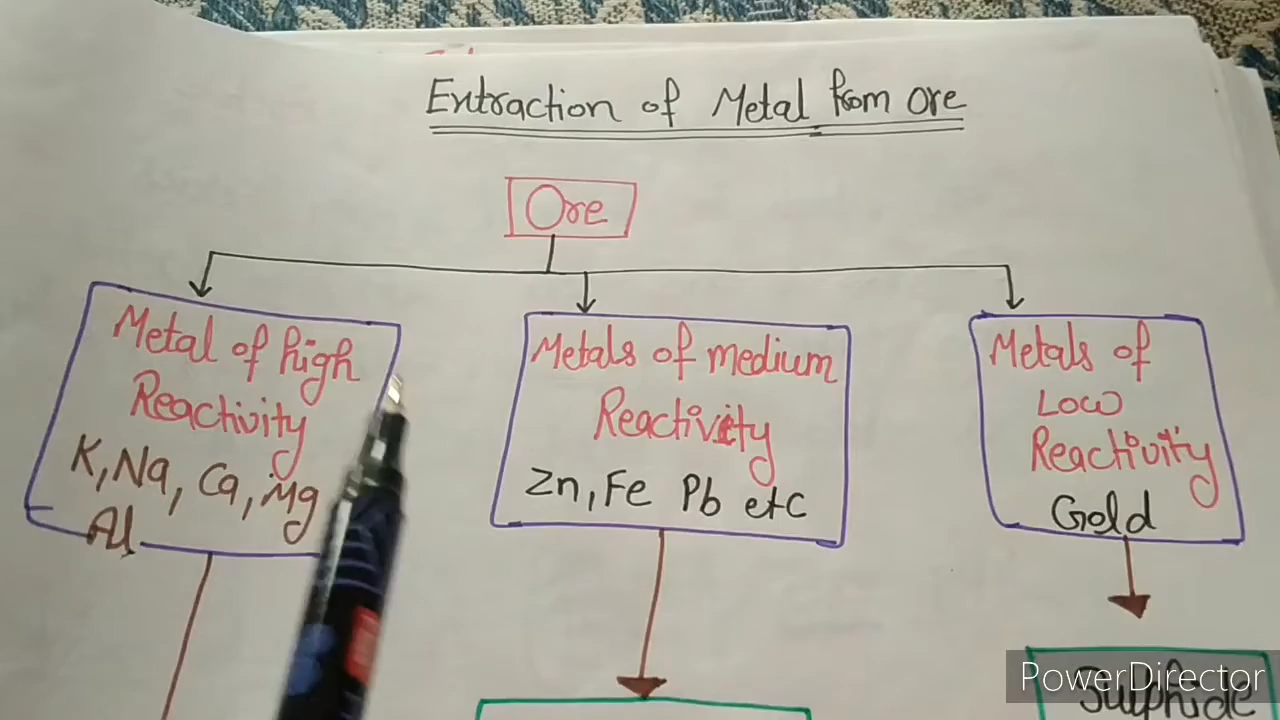 Extraction of Metal from ore
Ore
Metal of high
Reactivity
K, Na, Ca, Mg
Al
Metals of medium
Reactivity
Zn, Fe Pb etc
Metals of
Low
Reactivity
Gold
Sulphide
PowerDirector